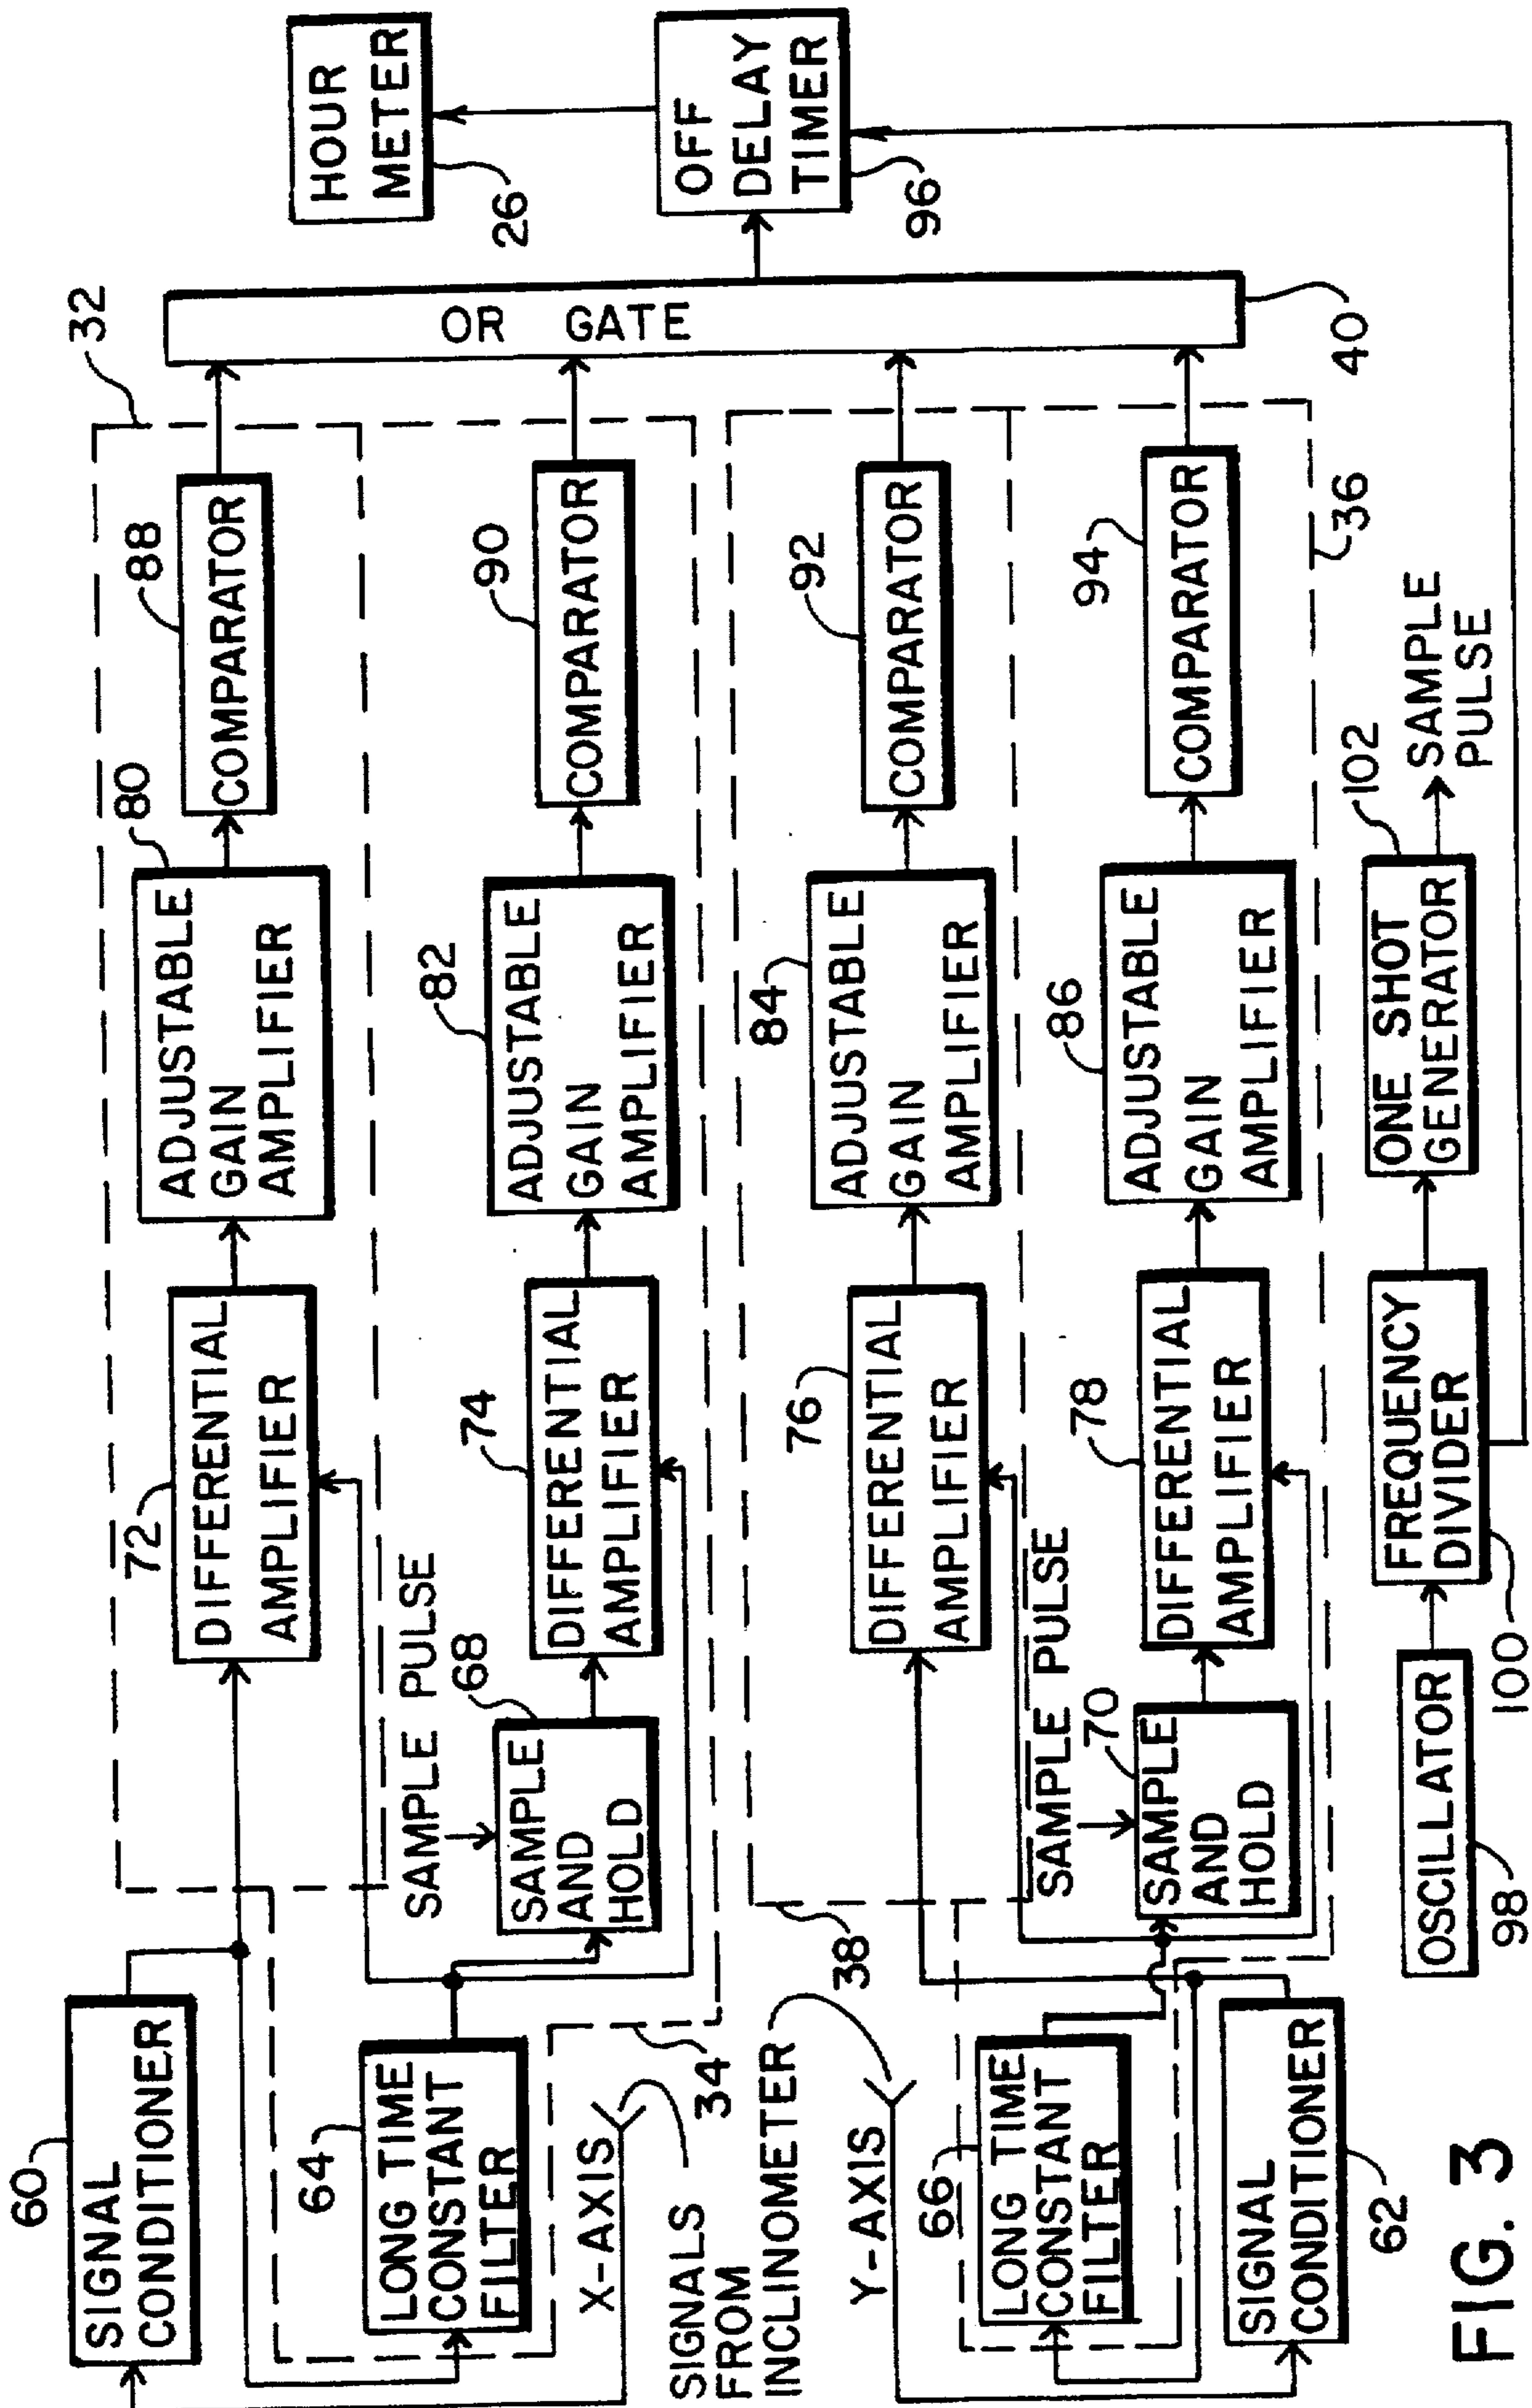 60
SIGNAL
CONDITIONER
72
DIFFERENTIAL
AMPLIFIER
80
ADJUSTABLE
GAIN
AMPLIFIER
88
COMPARATOR
32
OR GATE
40
HOUR
METER
26
OFF
DELAY
TIMER
96
64
LONG TIME
CONSTANT
FILTER
SAMPLE PULSE
68
SAMPLE
AND
HOLD
74
DIFFERENTIAL
AMPLIFIER
82
ADJUSTABLE
GAIN
AMPLIFIER
90
COMPARATOR
X-AXIS
34
SIGNALS
FROM
INCLINOMETER
38
Y-AXIS
76
DIFFERENTIAL
AMPLIFIER
84
ADJUSTABLE
GAIN
AMPLIFIER
92
COMPARATOR
66
LONG TIME
CONSTANT
FILTER
SAMPLE PULSE
70
SAMPLE
AND
HOLD
78
DIFFERENTIAL
AMPLIFIER
86
ADJUSTABLE
GAIN
AMPLIFIER
94
COMPARATOR
36
SIGNAL
CONDITIONER
62
OSCILLATOR
98
FREQUENCY
DIVIDER
100
ONE SHOT
GENERATOR
102
SAMPLE
PULSE
FIG. 3